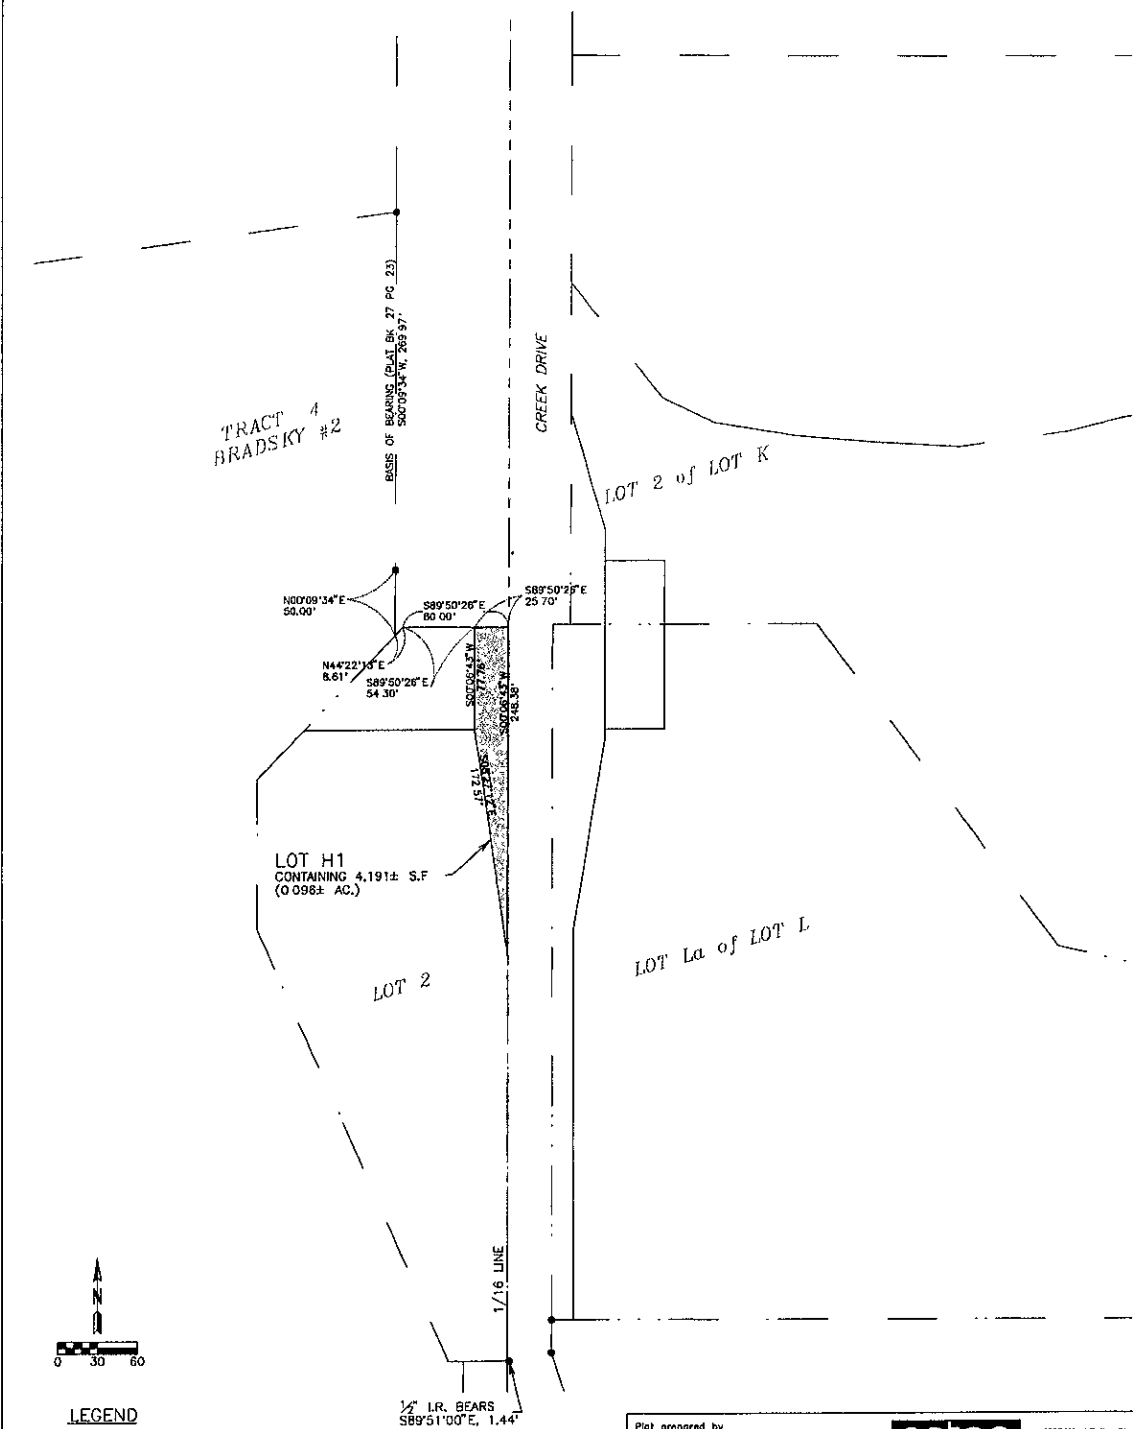 BASIS OF BEARING (PLAT BK 27 PG 23)
S00°09'34"W, 269 97'
CREEK DRIVE
TRACT 4
BRADSKY #2
LOT 2 of LOT K
N00°09'34"E
50.00'
S89°50'26"E
80 00'
S89°50'26"E
25 70'
N44°22'13"E
8.61'
S89°50'26"E
54 30'
S00°06'43"W
77.76'
S00°06'43"W
248.38'
172 57'
LOT H1
CONTAINING 4,191± S.F
(0 096± AC.)
LOT 2
LOT La of LOT L
1/16 LINE
N
0 30 60
LEGEND
½" I.R. BEARS
S89°51'00"E, 1.44'
Plat prepared by